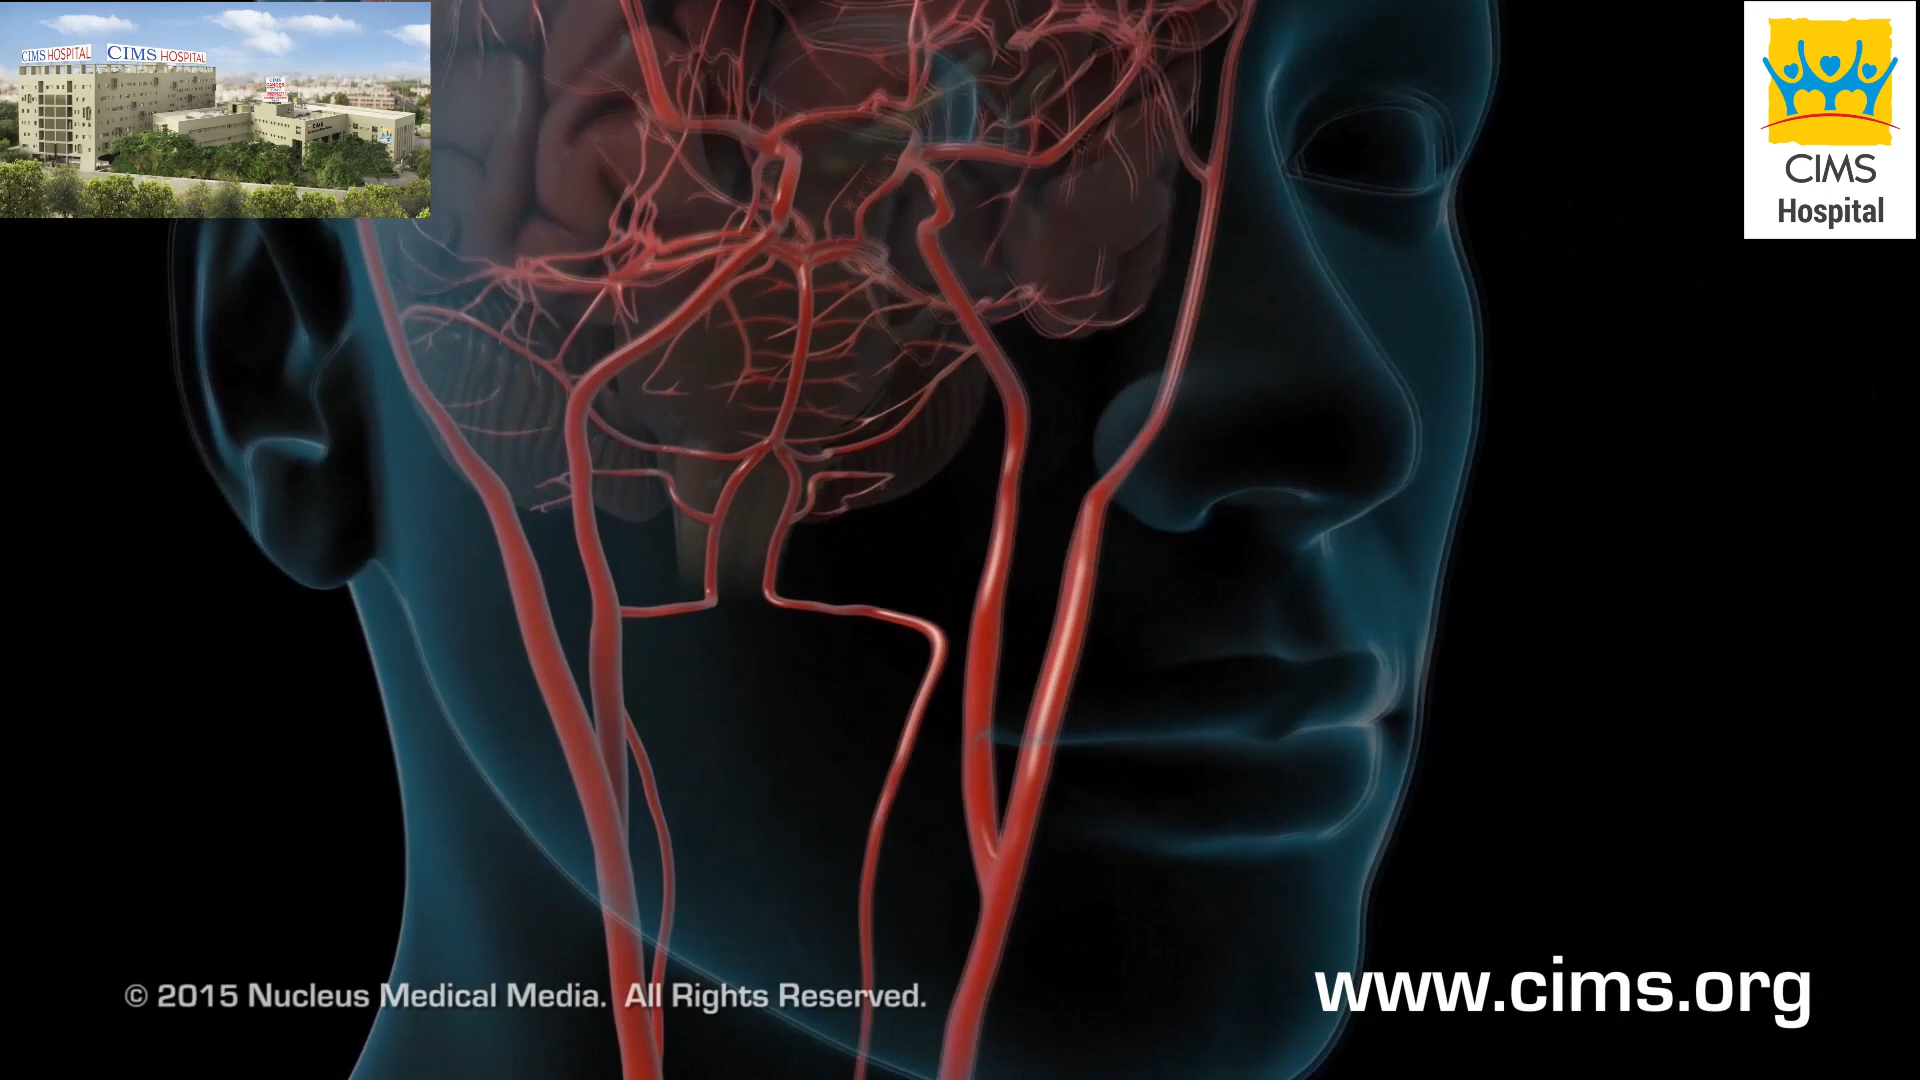 CIMS HOSPITAL
CIMS HOSPITAL
CIMS
Hospital
© 2015 Nucleus Medical Media. All Rights Reserved.
www.cims.org